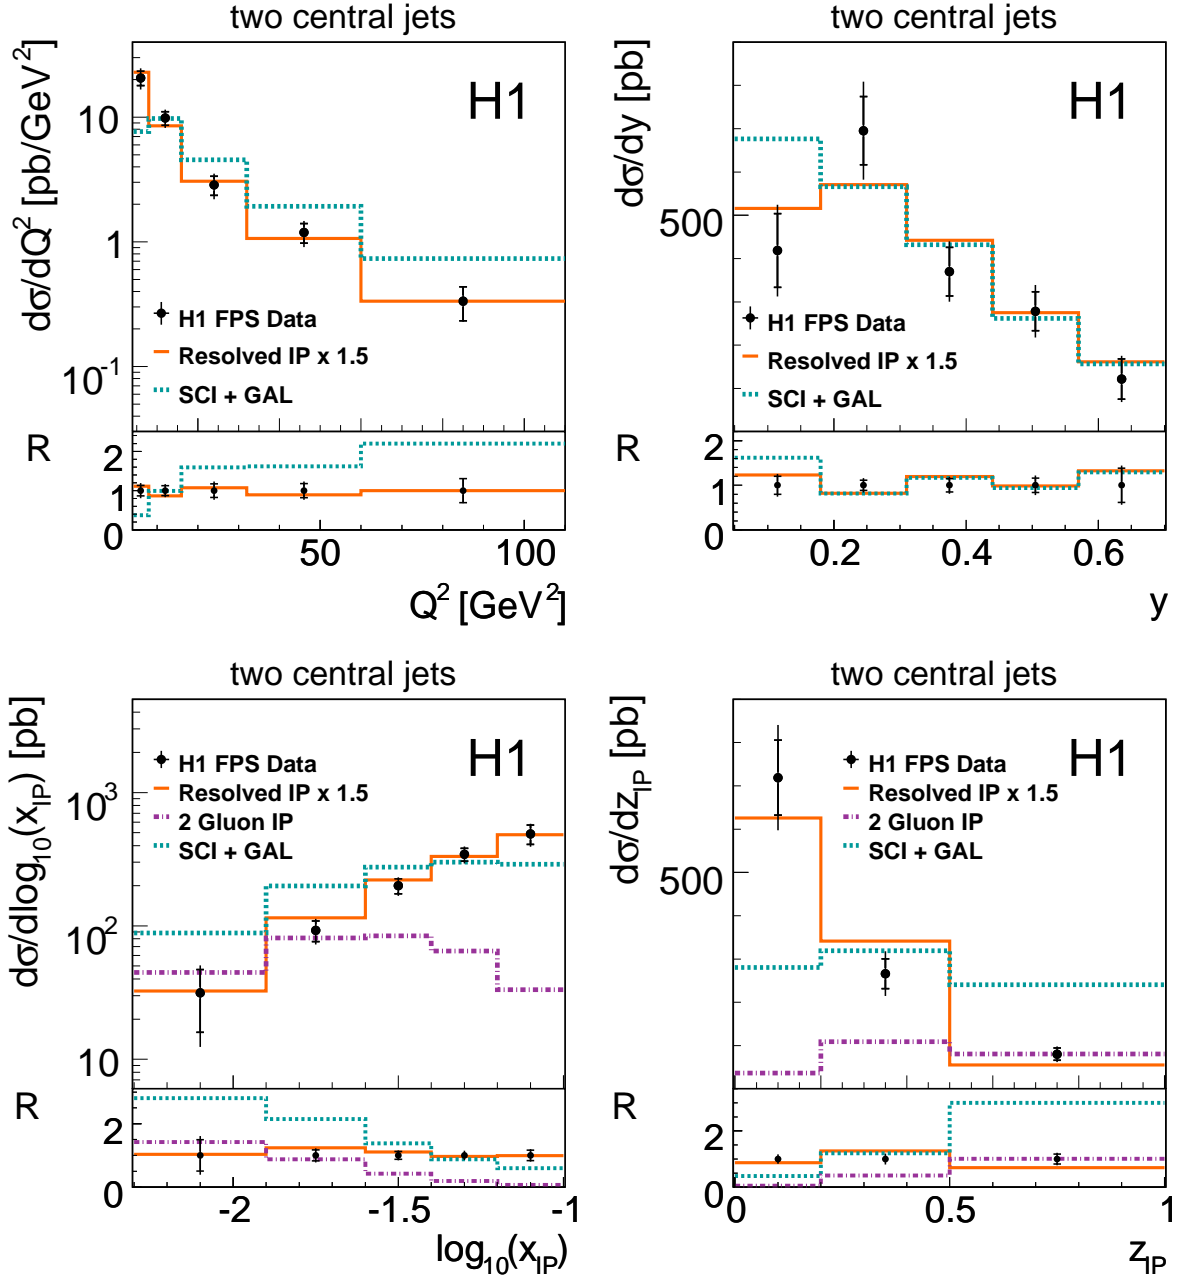 two central jets
dσ/dQ² [pb/GeV²]
H1
10
1
10⁻¹
H1 FPS Data
Resolved IP x 1.5
SCI + GAL
R
2
1
0
50
100
Q² [GeV²]
two central jets
dσ/dy [pb]
H1
500
H1 FPS Data
Resolved IP x 1.5
SCI + GAL
R
2
1
0
0.2
0.4
0.6
y
two central jets
dσ/dlog₁₀(x_IP) [pb]
H1
H1 FPS Data
Resolved IP x 1.5
2 Gluon IP
SCI + GAL
10³
10²
10
R
2
0
-2
-1.5
-1
log₁₀(x_IP)
two central jets
dσ/dz_IP [pb]
H1
H1 FPS Data
Resolved IP x 1.5
2 Gluon IP
SCI + GAL
500
R
2
0
0
0.5
1
z_IP